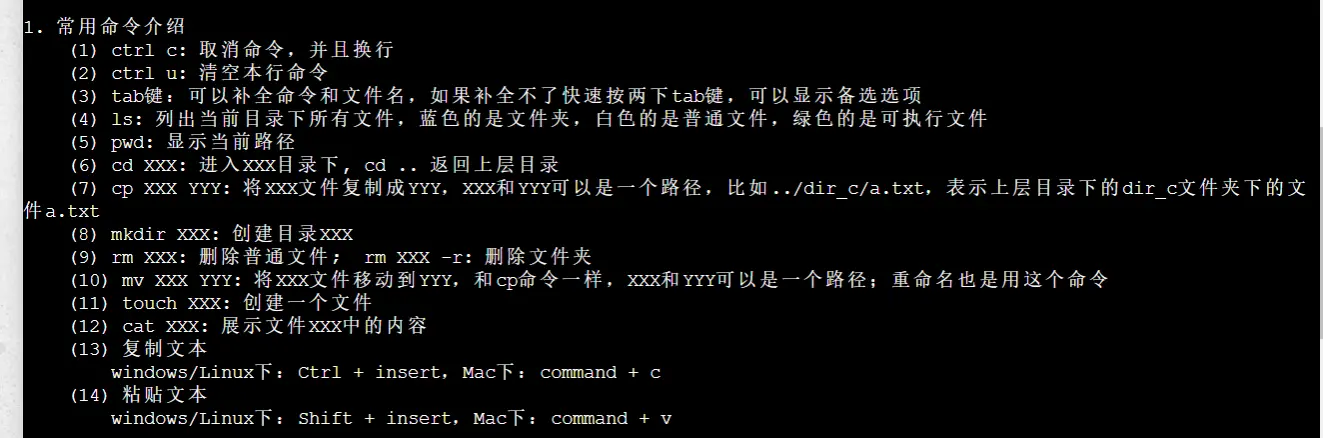 1. 常用命令介绍
(1) ctrl c: 取消命令，并且换行
(2) ctrl u: 清空本行命令
(3) tab键：可以补全命令和文件名，如果补全不了快速按两下tab键，可以显示备选选项
(4) ls: 列出当前目录下所有文件，蓝色的是文件夹，白色的是普通文件，绿色的是可执行文件
(5) pwd: 显示当前路径
(6) cd XXX: 进入XXX目录下, cd .. 返回上层目录
(7) cp XXX YYY: 将XXX文件复制成YYY，XXX和YYY可以是一个路径，比如../dir_c/a.txt，表示上层目录下的dir_c文件夹下的文
件a.txt
(8) mkdir XXX: 创建目录XXX
(9) rm XXX: 删除普通文件； rm XXX -r: 删除文件夹
(10) mv XXX YYY: 将XXX文件移动到YYY，和cp命令一样，XXX和YYY可以是一个路径；重命名也是用这个命令
(11) touch XXX: 创建一个文件
(12) cat XXX: 展示文件XXX中的内容
(13) 复制文本
windows/Linux下：Ctrl + insert，Mac下：command + c
(14) 粘贴文本
windows/Linux下：Shift + insert，Mac下：command + v